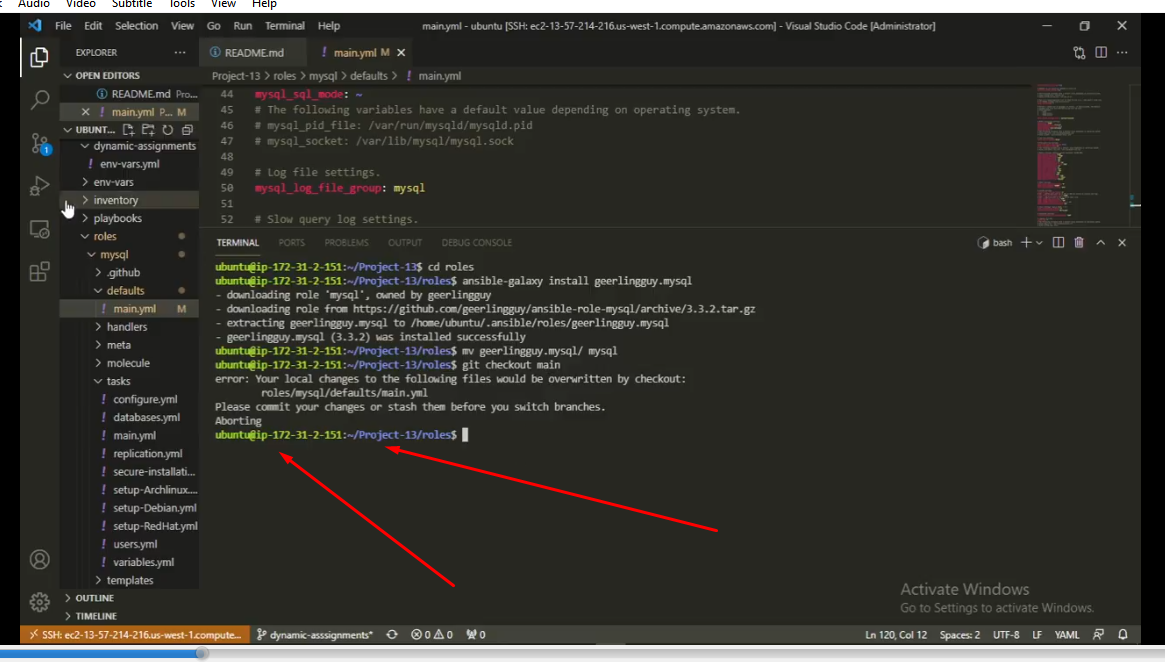 Audio Video Subtitle Tools View Help
File Edit Selection View Go Run Terminal Help
main.yml - ubuntu [SSH: ec2-13-57-214-216.us-west-1.compute.amazonaws.com] - Visual Studio Code [Administrator]
EXPLORER
README.md
! main.yml M
OPEN EDITORS
README.md Pro...
! main.yml P... M
UBUNT...
dynamic-assignments
! env-vars.yml
env-vars
inventory
playbooks
roles
mysql
.github
defaults
! main.yml M
handlers
meta
molecule
tasks
! configure.yml
! databases.yml
! main.yml
! replication.yml
! secure-installati...
! setup-Archlinux....
! setup-Debian.yml
! setup-RedHat.yml
! users.yml
! variables.yml
templates
OUTLINE
TIMELINE
1
Project-13 > roles > mysql > defaults > ! main.yml
44 mysql_sql_mode: ~
45 # The following variables have a default value depending on operating system.
46 # mysql_pid_file: /var/run/mysqld/mysqld.pid
47 # mysql_socket: /var/lib/mysql/mysql.sock
48
49 # Log file settings.
50 mysql_log_file_group: mysql
51
52 # Slow query log settings.
TERMINAL PORTS PROBLEMS OUTPUT DEBUG CONSOLE
bash
ubuntu@ip-172-31-2-151:~/Project-13$ cd roles
ubuntu@ip-172-31-2-151:~/Project-13/roles$ ansible-galaxy install geerlingguy.mysql
- downloading role 'mysql', owned by geerlingguy
- downloading role from https://github.com/geerlingguy/ansible-role-mysql/archive/3.3.2.tar.gz
- extracting geerlingguy.mysql to /home/ubuntu/.ansible/roles/geerlingguy.mysql
- geerlingguy.mysql (3.3.2) was installed successfully
ubuntu@ip-172-31-2-151:~/Project-13/roles$ mv geerlingguy.mysql/ mysql
ubuntu@ip-172-31-2-151:~/Project-13/roles$ git checkout main
error: Your local changes to the following files would be overwritten by checkout:
roles/mysql/defaults/main.yml
Please commit your changes or stash them before you switch branches.
Aborting
ubuntu@ip-172-31-2-151:~/Project-13/roles$
Activate Windows
Go to Settings to activate Windows.
SSH: ec2-13-57-214-216.us-west-1.compute... dynamic-asssignments* 0 0 0 Ln 120, Col 12 Spaces: 2 UTF-8 LF YAML